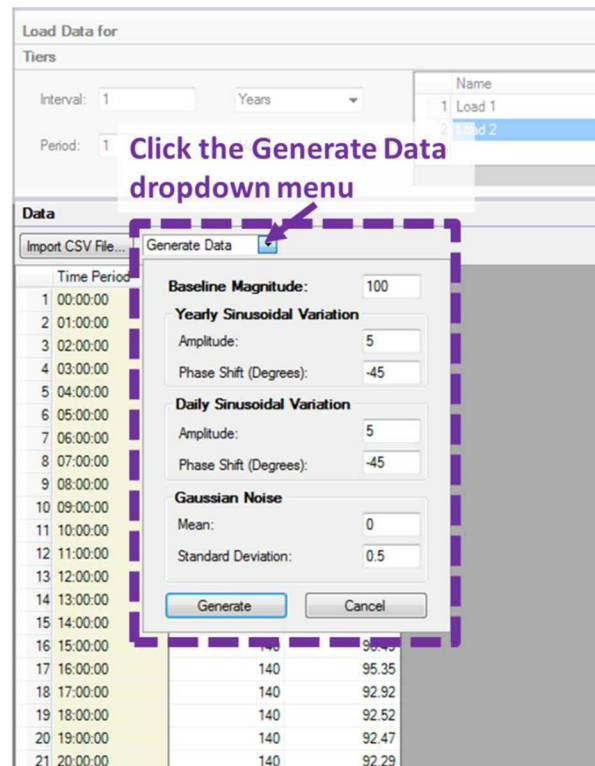 Load Data for
Tiers
Name
Interval: 1 Years
1 Load 1
2 Load 2
Period: 1
Click the Generate Data
dropdown menu
Data
Import CSV File... Generate Data
Time Period
Baseline Magnitude: 100
1 00:00:00
Yearly Sinusoidal Variation
2 01:00:00
Amplitude: 5
3 02:00:00
4 03:00:00
Phase Shift (Degrees): -45
5 04:00:00
Daily Sinusoidal Variation
6 05:00:00
Amplitude: 5
7 06:00:00
8 07:00:00
Phase Shift (Degrees): -45
9 08:00:00
Gaussian Noise
10 09:00:00
Mean: 0
11 10:00:00
12 11:00:00
Standard Deviation: 0.5
13 12:00:00
14 13:00:00
Generate Cancel
15 14:00:00
16 15:00:00 140
17 16:00:00 140 95.35
18 17:00:00 140 92.92
19 18:00:00 140 92.52
20 19:00:00 140 92.47
21 20:00:00 140 92.29